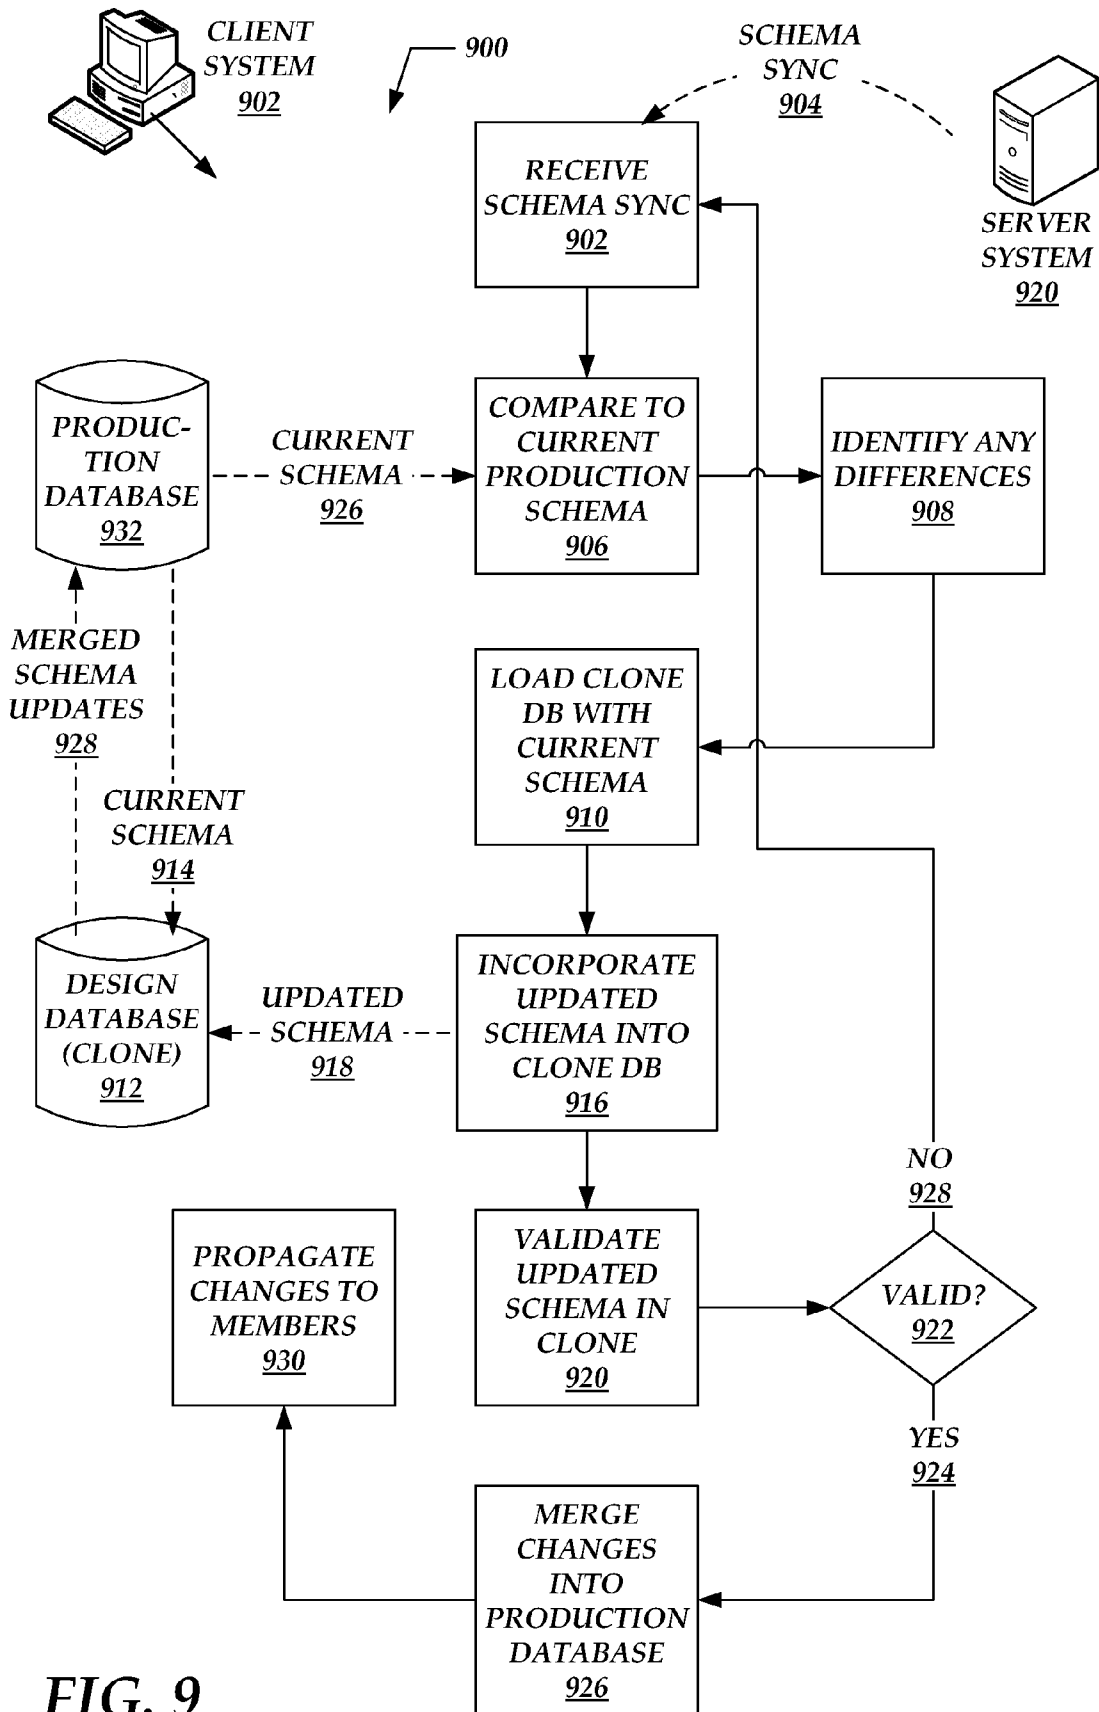 CLIENT
SYSTEM
902
900
SCHEMA
SYNC
904
RECEIVE
SCHEMA SYNC
902
SERVER
SYSTEM
920
PRODUC-
TION
DATABASE
932
CURRENT
SCHEMA
926
COMPARE TO
CURRENT
PRODUCTION
SCHEMA
906
IDENTIFY ANY
DIFFERENCES
908
MERGED
SCHEMA
UPDATES
928
CURRENT
SCHEMA
914
LOAD CLONE
DB WITH
CURRENT
SCHEMA
910
DESIGN
DATABASE
(CLONE)
912
UPDATED
SCHEMA
918
INCORPORATE
UPDATED
SCHEMA INTO
CLONE DB
916
NO
928
PROPAGATE
CHANGES TO
MEMBERS
930
VALIDATE
UPDATED
SCHEMA IN
CLONE
920
VALID?
922
YES
924
MERGE
CHANGES
INTO
PRODUCTION
DATABASE
926
FIG. 9